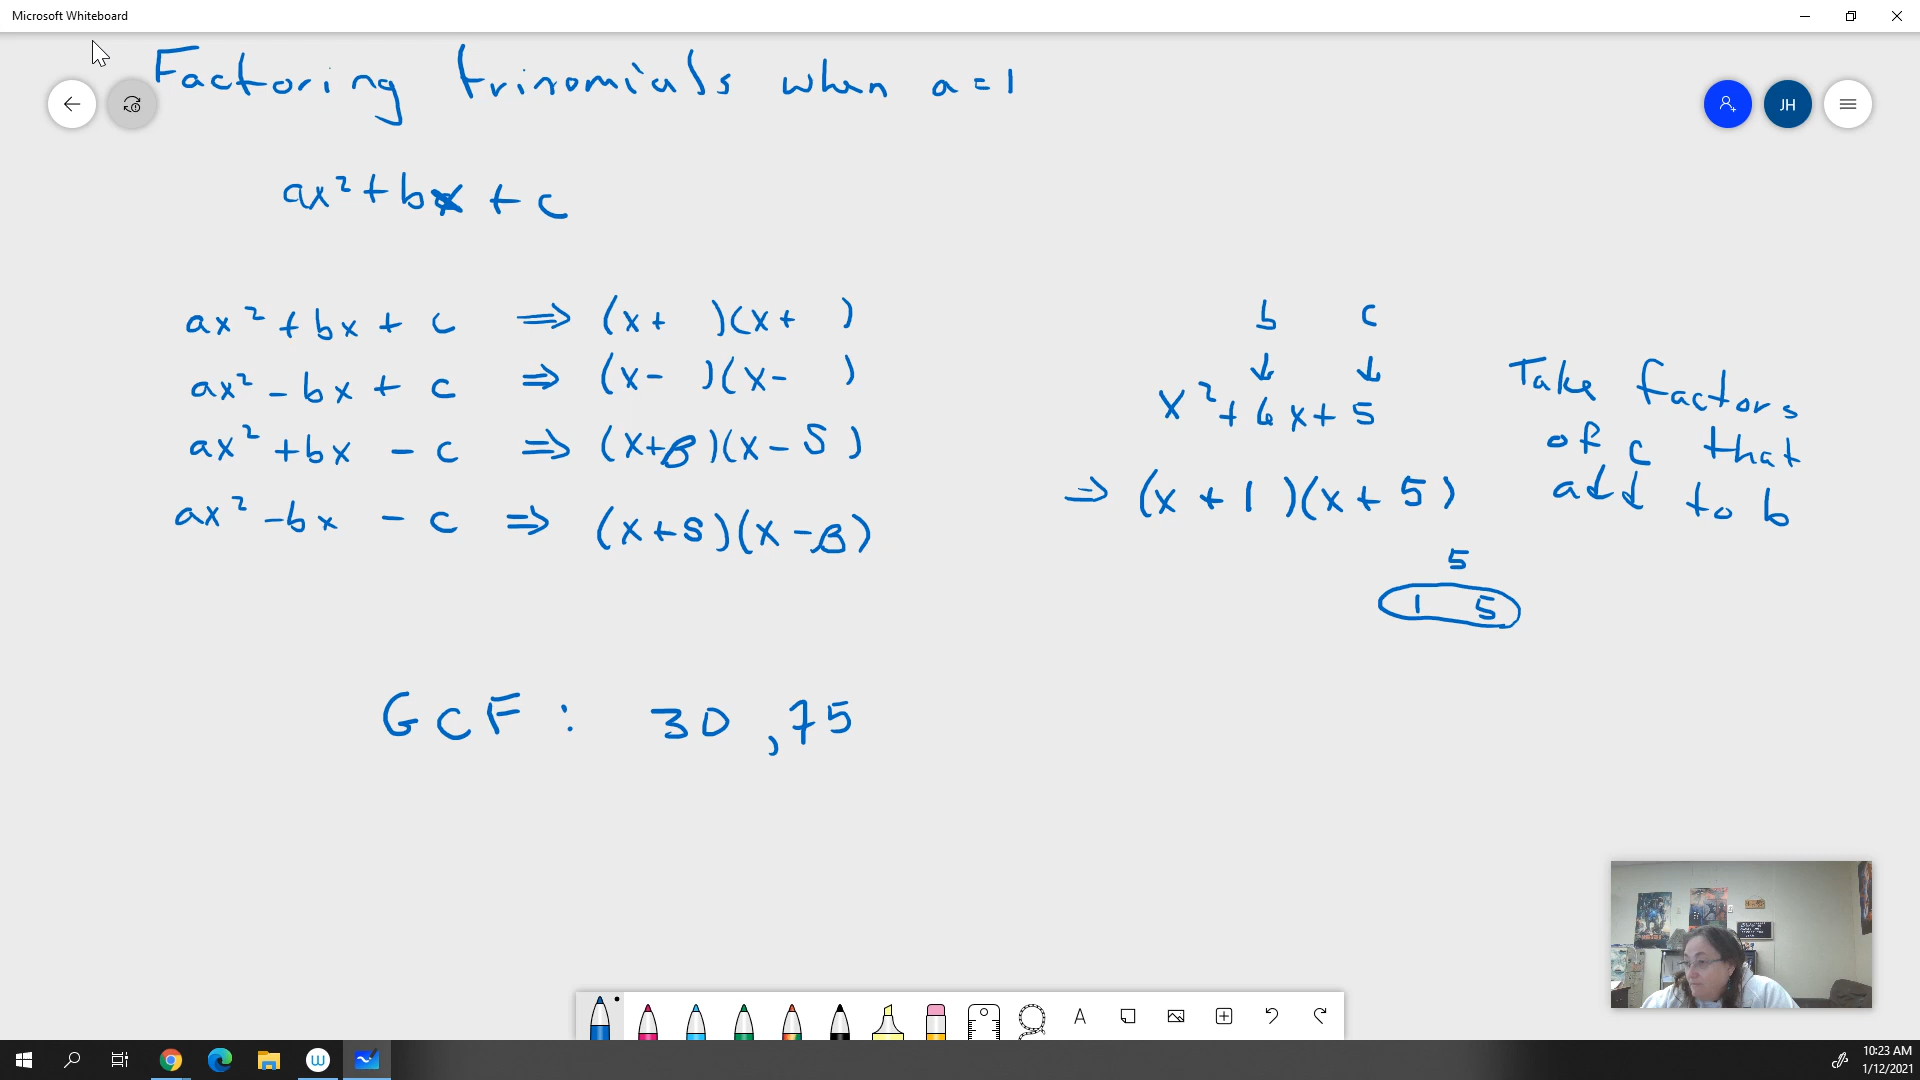 Microsoft Whiteboard
Factoring trinomials when a=1
JH
ax² + bx + c
ax² + bx + c ⇒ (x+ )(x+ )
ax² - bx + c ⇒ (x- )(x- )
ax² + bx - c ⇒ (x+B)(x-S)
ax² - bx - c ⇒ (x+S)(x-B)
b c
↓ ↓
x² + 6x + 5
⇒ (x + 1)(x + 5)
5
1 5
Take factors
of c that
add to b
GCF : 30, 75
A
10:23 AM
1/12/2021